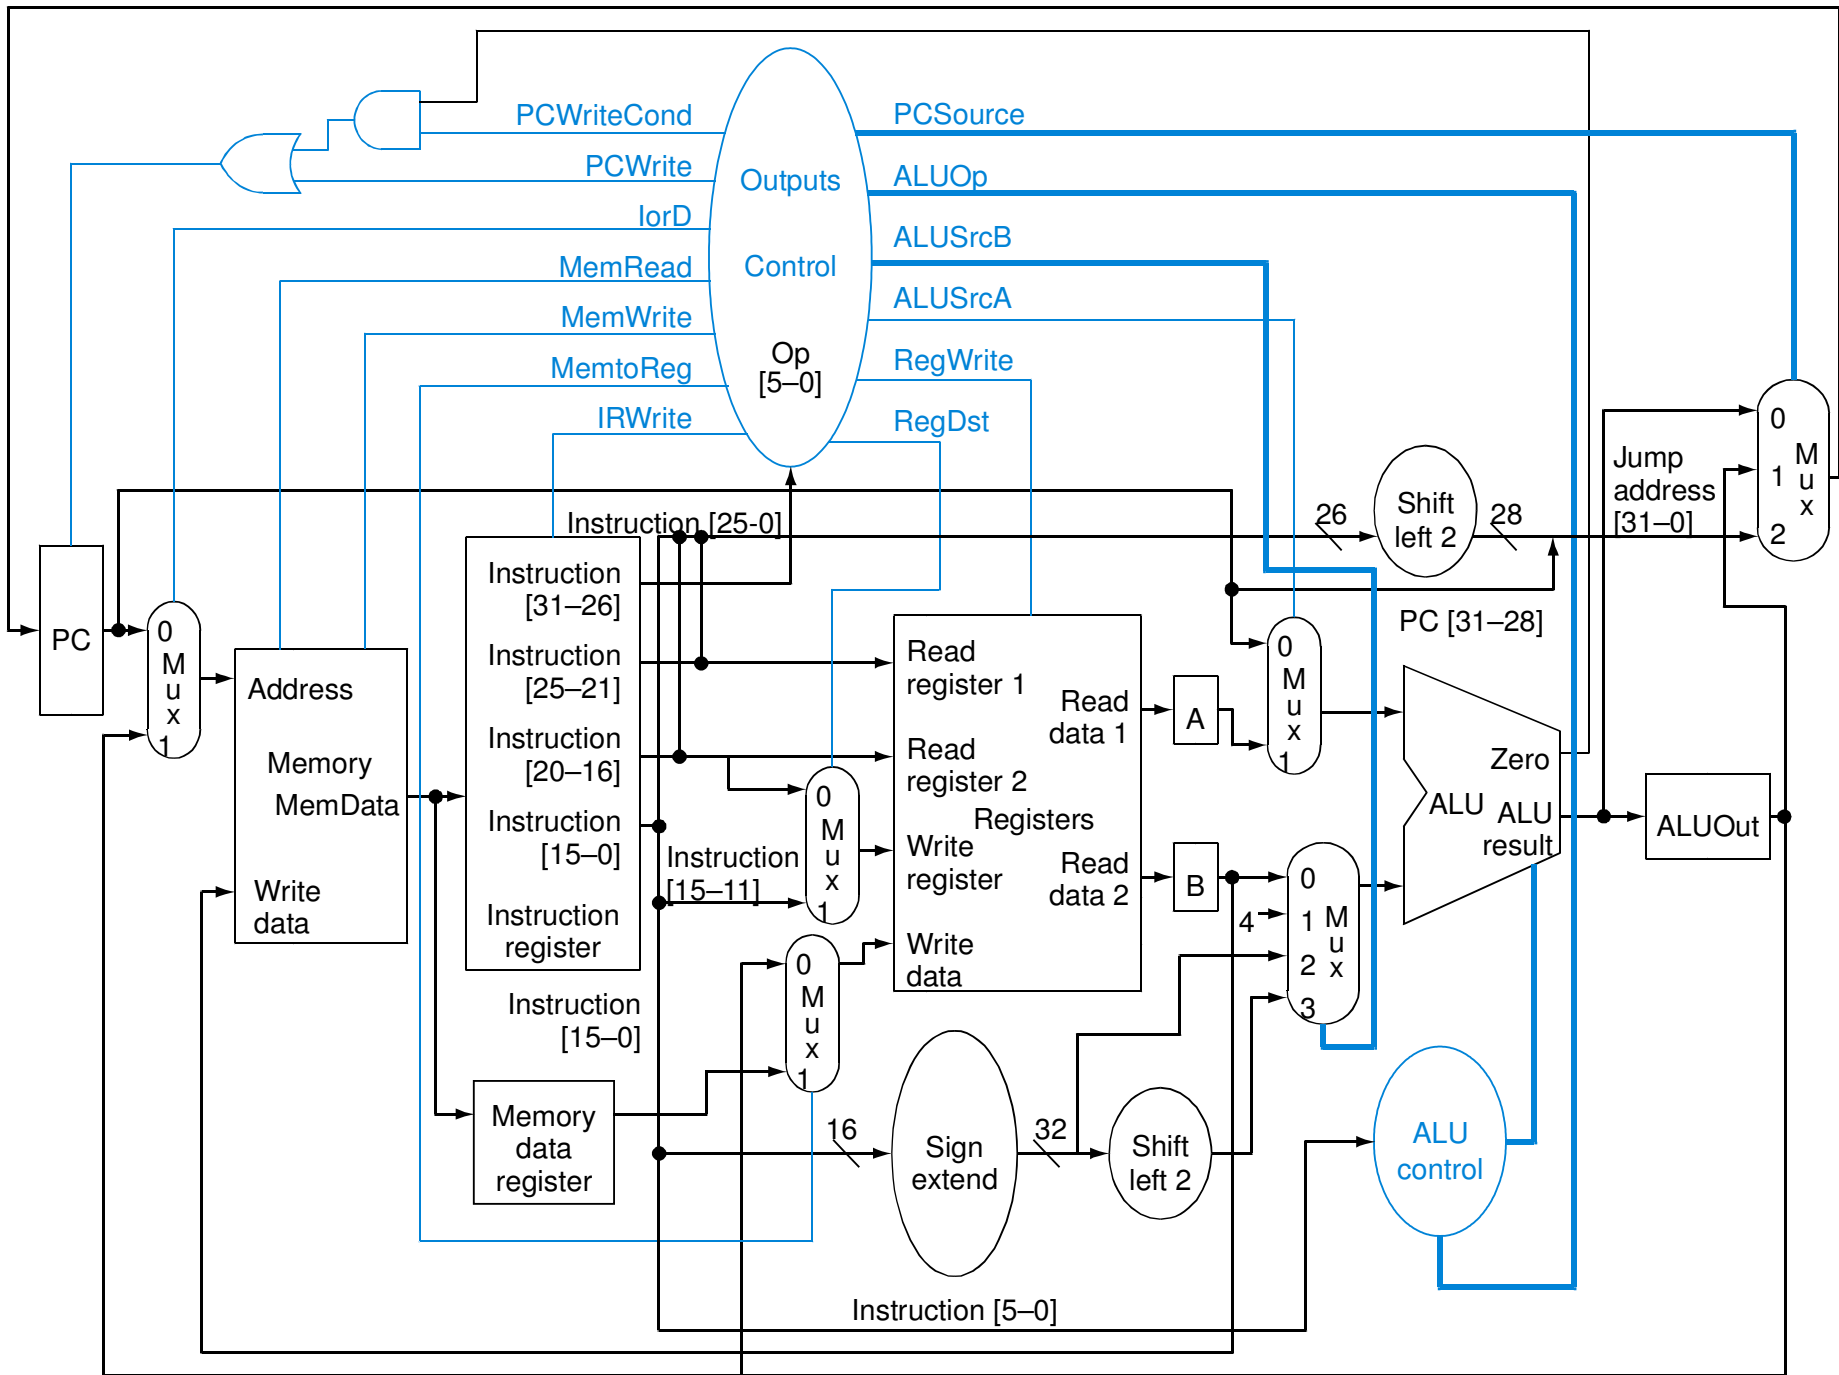 PCWriteCond
PCSource
PCWrite
Outputs
ALUOp
IorD
ALUSrcB
MemRead
Control
ALUSrcA
MemWrite
Op
[5–0]
MemtoReg
RegWrite
IRWrite
RegDst
Instruction [25-0]
26
Shift
left 2
28
Jump
address
[31–0]
0
1
2
M
u
x
PC
0
M
u
x
1
Address
Memory
MemData
Write
data
Instruction
[31–26]
Instruction
[25–21]
Instruction
[20–16]
Instruction
[15–0]
Instruction
register
Instruction
[15–11]
0
M
u
x
1
Read
register 1
Read
register 2
Registers
Write
register
Write
data
Read
data 1
Read
data 2
A
B
PC [31–28]
0
M
u
x
1
4
0
1
2
3
M
u
x
Zero
ALU
ALU
result
ALUOut
Instruction
[15–0]
0
M
u
x
1
Memory
data
register
16
Sign
extend
32
Shift
left 2
ALU
control
Instruction [5–0]